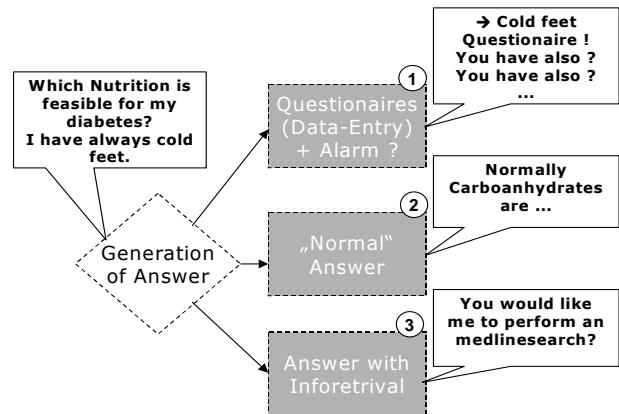 Which Nutrition is
feasible for my
diabetes?
I have always cold
feet.
Generation
of Answer
1
Questionaires
(Data-Entry)
+ Alarm ?
→ Cold feet
Questionaire !
You have also ?
You have also ?
...
2
„Normal“
Answer
Normally
Carboanhydrates
are ...
3
Answer with
Inforetrival
You would like
me to perform an
medlinesearch?